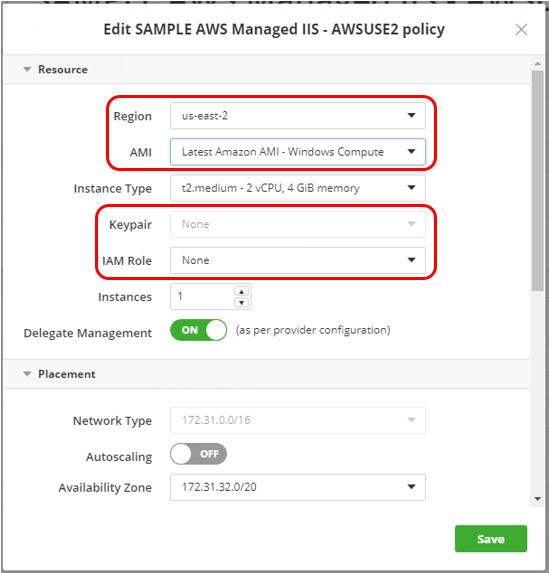 Edit SAMPLE AWS Managed IIS - AWSUSE2 policy
Resource
Region us-east-2
AMI Latest Amazon AMI - Windows Compute
Instance Type t2.medium - 2 vCPU, 4 GiB memory
Keypair None
IAM Role None
Instances 1
Delegate Management ON (as per provider configuration)
Placement
Network Type 172.31.0.0/16
Autoscaling OFF
Availability Zone 172.31.32.0/20
Save